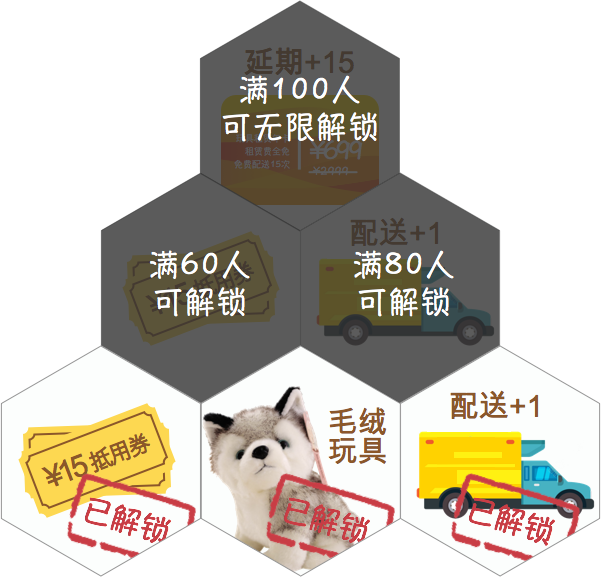 延期+15
满100人
可无限解锁
租赁费全免
免费配送15次
¥699
¥2999
配送+1
满60人
可解锁
满80人
可解锁
抵用券
¥15 抵用券
已解锁
毛绒
玩具
已解锁
配送+1
已解锁